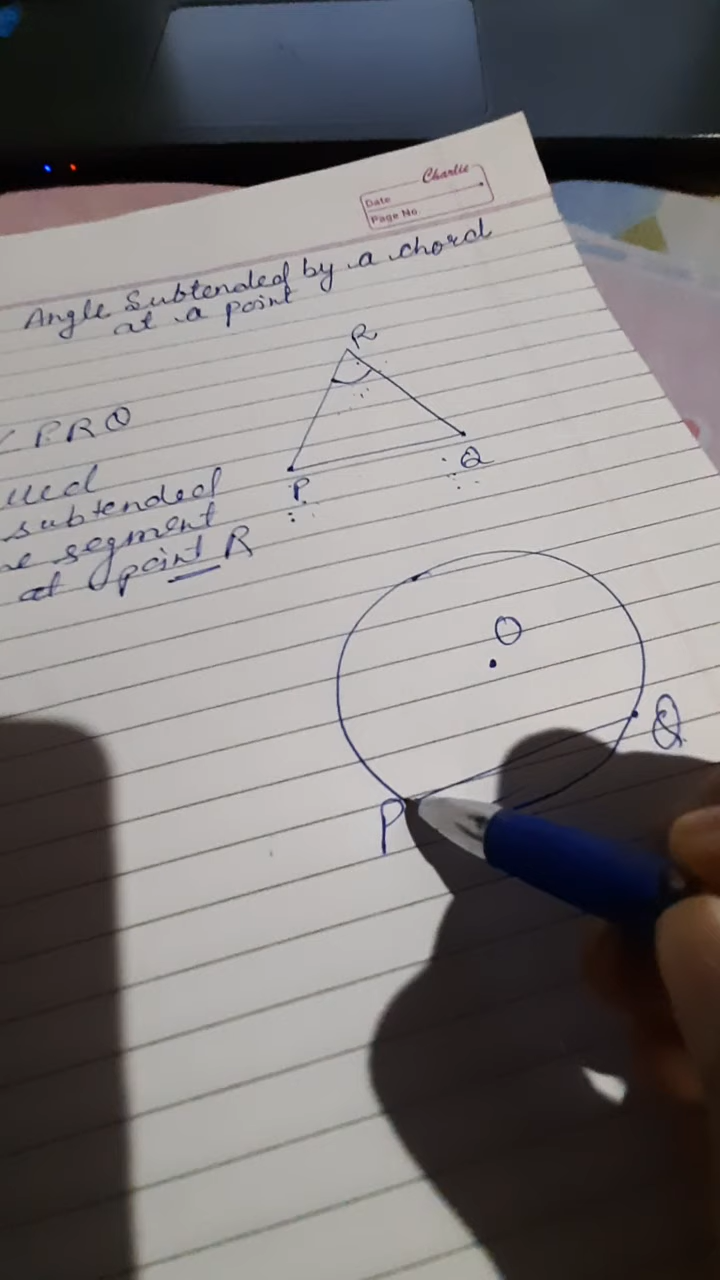 Charlie
Date
Page No
Angle Subtended by a chord
at a point
R
∠PRQ
P
Q
subtended
segment
at point R
O
Q
P